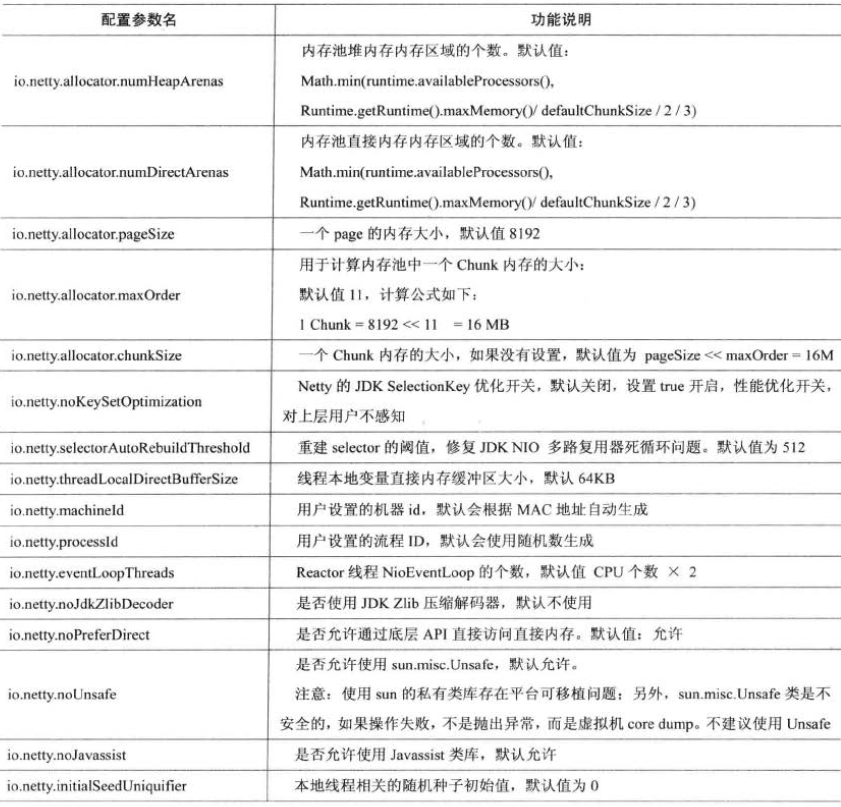 配置参数名 功能说明
io.netty.allocator.numHeapArenas
内存池堆内存内存区域的个数。默认值：
Math.min(runtime.availableProcessors(),
Runtime.getRuntime().maxMemory()/ defaultChunkSize / 2 / 3)
io.netty.allocator.numDirectArenas
内存池直接内存内存区域的个数。默认值：
Math.min(runtime.availableProcessors(),
Runtime.getRuntime().maxMemory()/ defaultChunkSize / 2 / 3)
io.netty.allocator.pageSize 一个 page 的内存大小，默认值 8192
io.netty.allocator.maxOrder
用于计算内存池中一个 Chunk 内存的大小：
默认值 11，计算公式如下：
1 Chunk = 8192 << 11 = 16 MB
io.netty.allocator.chunkSize 一个 Chunk 内存的大小，如果没有设置，默认值为 pageSize << maxOrder = 16M
io.netty.noKeySetOptimization
Netty 的 JDK SelectionKey 优化开关，默认关闭，设置 true 开启，性能优化开关，
对上层用户不感知
io.netty.selectorAutoRebuildThreshold 重建 selector 的阈值，修复 JDK NIO 多路复用器死循环问题。默认值为 512
io.netty.threadLocalDirectBufferSize 线程本地变量直接内存缓冲区大小，默认 64KB
io.netty.machineId 用户设置的机器 id，默认会根据 MAC 地址自动生成
io.netty.processId 用户设置的流程 ID，默认会使用随机数生成
io.netty.eventLoopThreads Reactor 线程 NioEventLoop 的个数，默认值 CPU 个数 × 2
io.netty.noJdkZlibDecoder 是否使用 JDK Zlib 压缩解码器，默认不使用
io.netty.noPreferDirect 是否允许通过底层 API 直接访问直接内存。默认值：允许
io.netty.noUnsafe
是否允许使用 sun.misc.Unsafe，默认允许。
注意：使用 sun 的私有类库存在平台可移植问题；另外，sun.misc.Unsafe 类是不
安全的，如果操作失败，不是抛出异常，而是虚拟机 core dump。不建议使用 Unsafe
io.netty.noJavassist 是否允许使用 Javassist 类库，默认允许
io.netty.initialSeedUniquifier 本地线程相关的随机种子初始值，默认值为 0